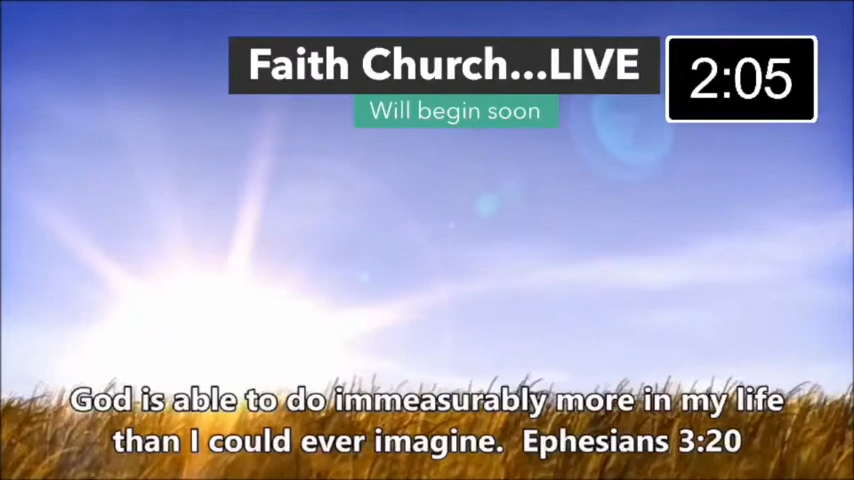 Faith Church...LIVE
2:05
Will begin soon
God is able to do immeasurably more in my life
than I could ever imagine.  Ephesians 3:20